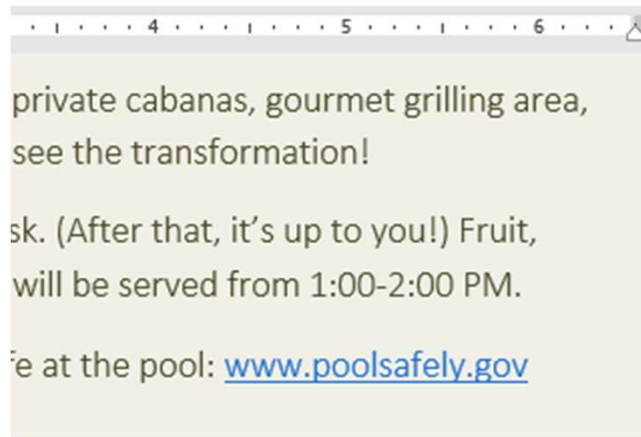 4 5 6
private cabanas, gourmet grilling area,
see the transformation!
sk. (After that, it’s up to you!) Fruit,
will be served from 1:00-2:00 PM.
e at the pool: www.poolsafely.gov